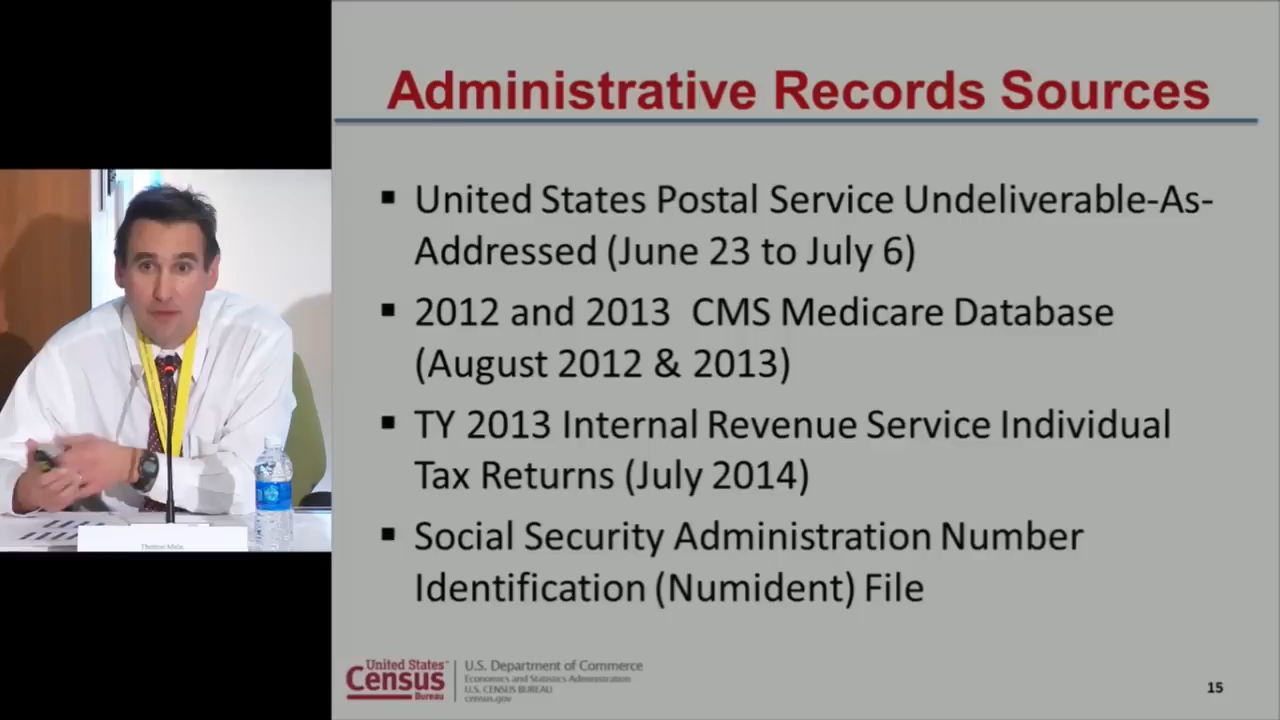 Administrative Records Sources
▪ United States Postal Service Undeliverable-As-
Addressed (June 23 to July 6)
▪ 2012 and 2013 CMS Medicare Database
(August 2012 & 2013)
▪ TY 2013 Internal Revenue Service Individual
Tax Returns (July 2014)
▪ Social Security Administration Number
Identification (Numident) File
United States
Census
Bureau
U.S. Department of Commerce
Economics and Statistics Administration
U.S. CENSUS BUREAU
census.gov
15